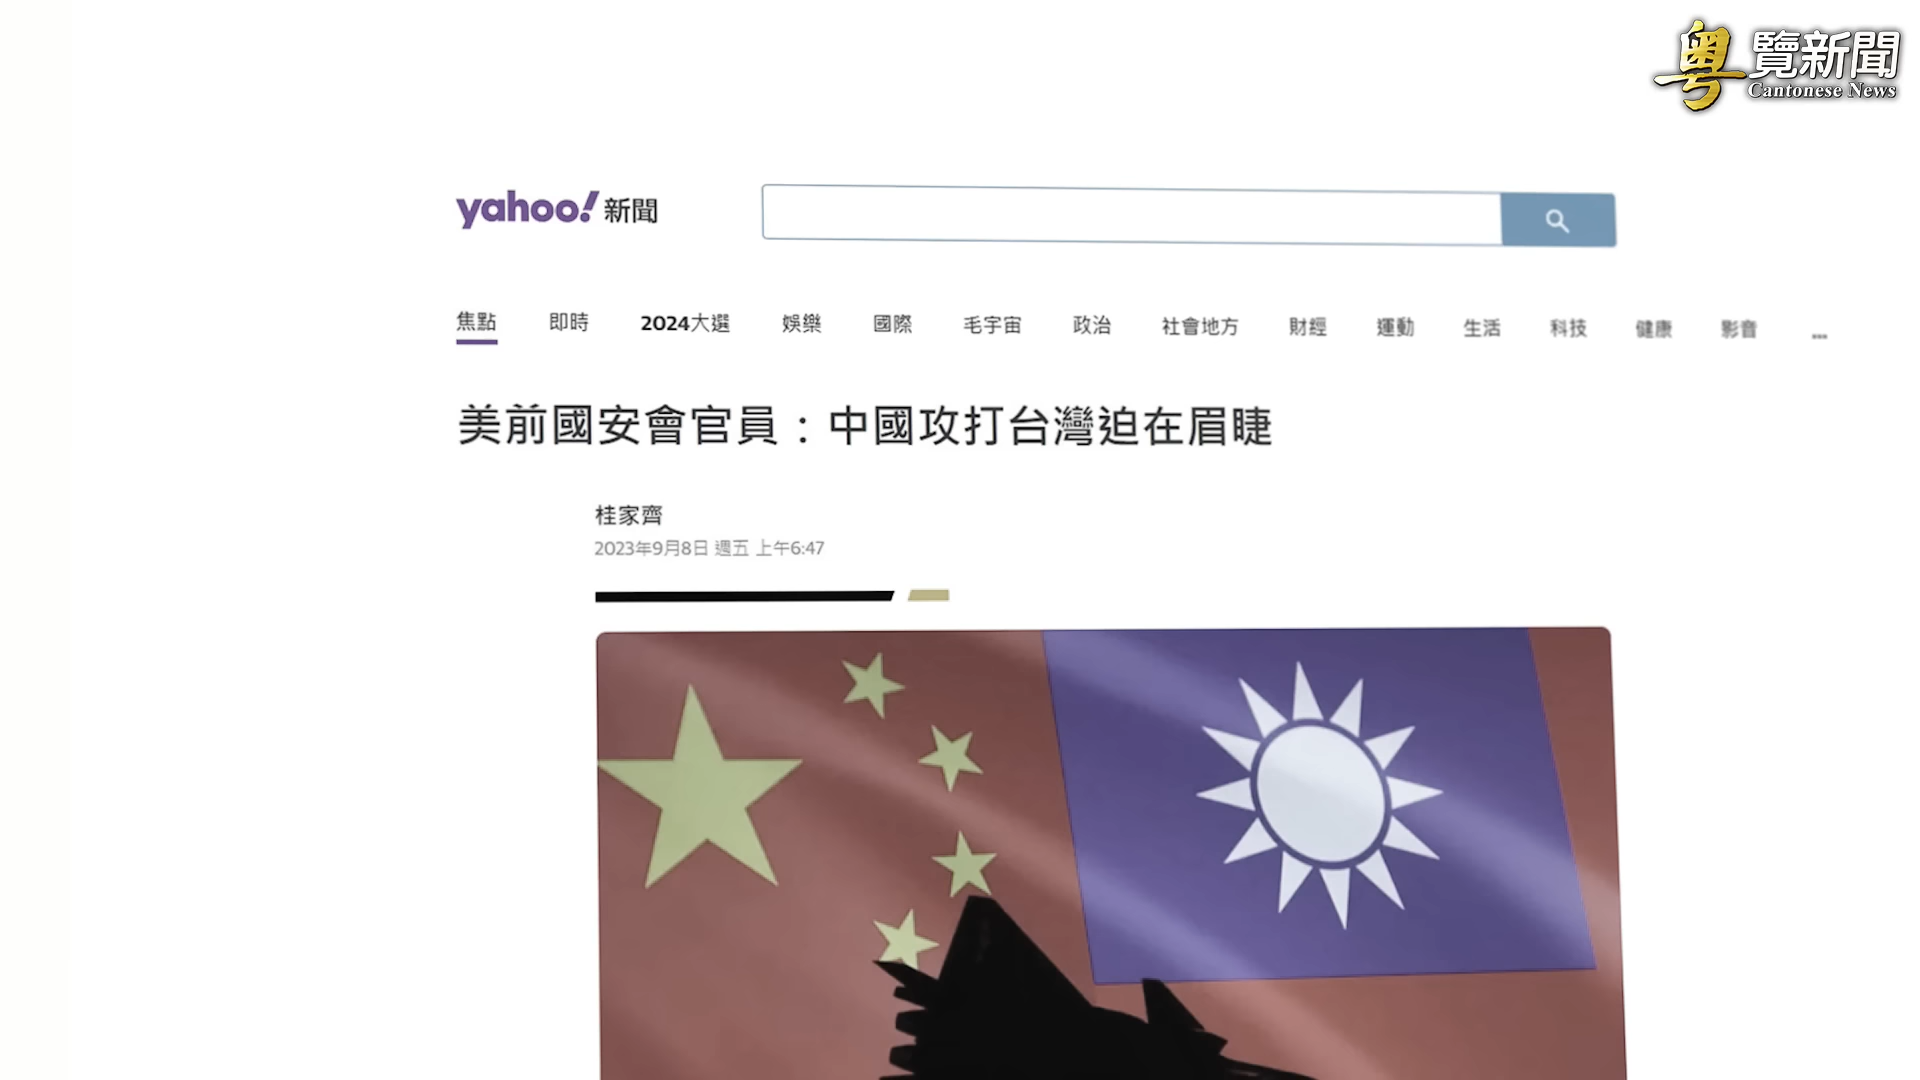 粵覽新聞
Cantonese News
yahoo!新聞
焦點 即時 2024大選 娛樂 國際 毛宇宙 政治 社會地方 財經 運動 生活 科技 健康 影音 ...
美前國安會官員：中國攻打台灣迫在眉睫
桂家齊
2023年9月8日 週五 上午6:47